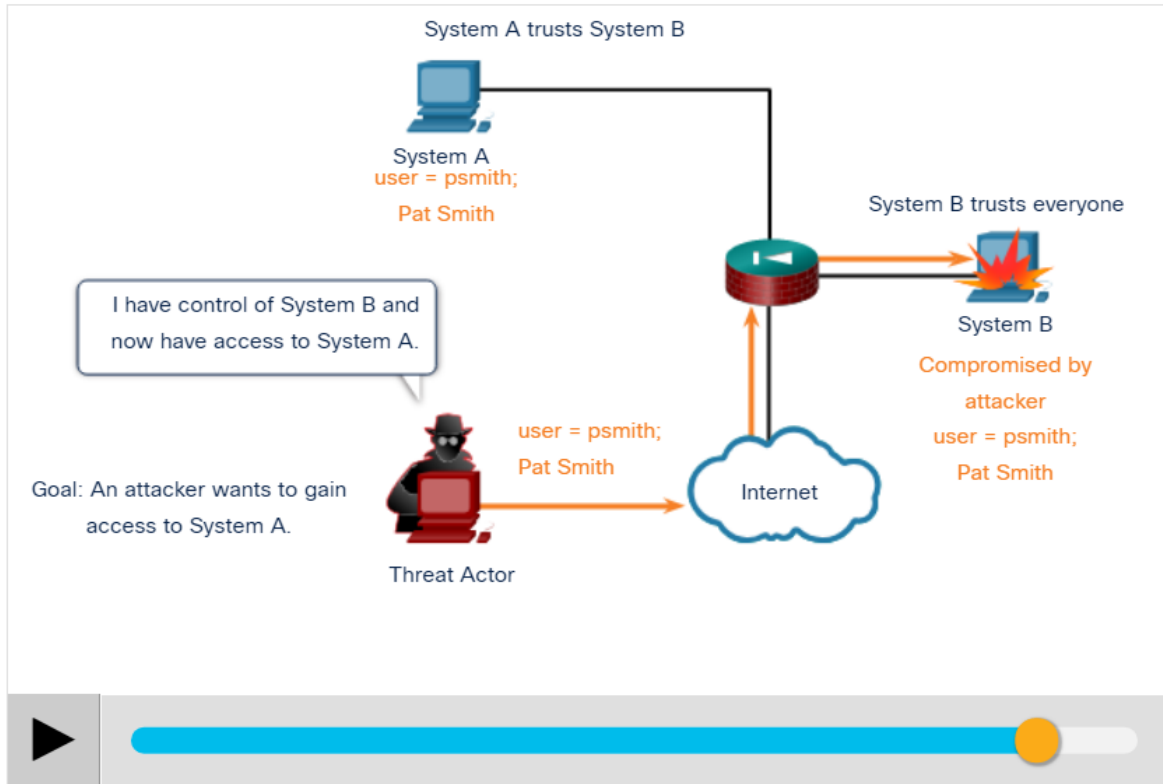 System A trusts System B
System A
user = psmith;
Pat Smith
System B trusts everyone
I have control of System B and
now have access to System A.
System B
Compromised by
attacker
user = psmith;
Pat Smith
user = psmith;
Pat Smith
Goal: An attacker wants to gain
access to System A.
Internet
Threat Actor